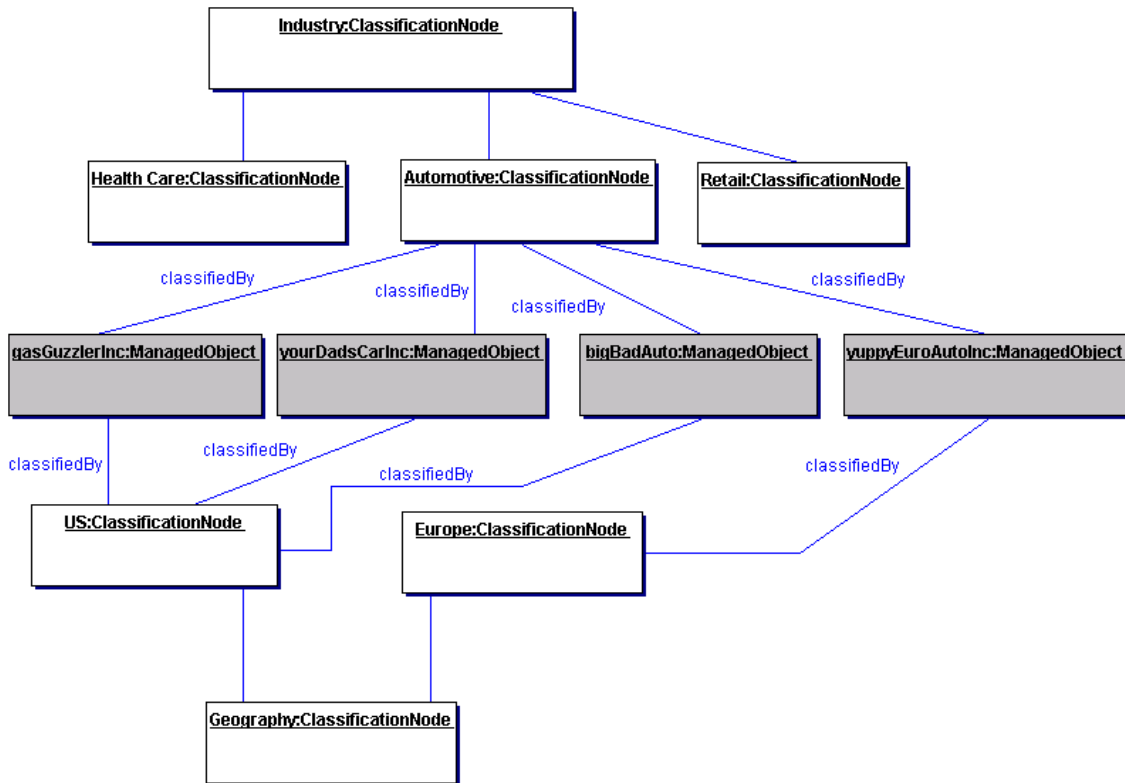 Industry:ClassificationNode
Health Care:ClassificationNode
Automotive:ClassificationNode
Retail:ClassificationNode
classifiedBy
classifiedBy
classifiedBy
classifiedBy
gasGuzzlerInc:ManagedObject
yourDadsCarInc:ManagedObject
bigBadAuto:ManagedObject
yuppyEuroAutoInc:ManagedObject
classifiedBy
classifiedBy
classifiedBy
classifiedBy
US:ClassificationNode
Europe:ClassificationNode
Geography:ClassificationNode